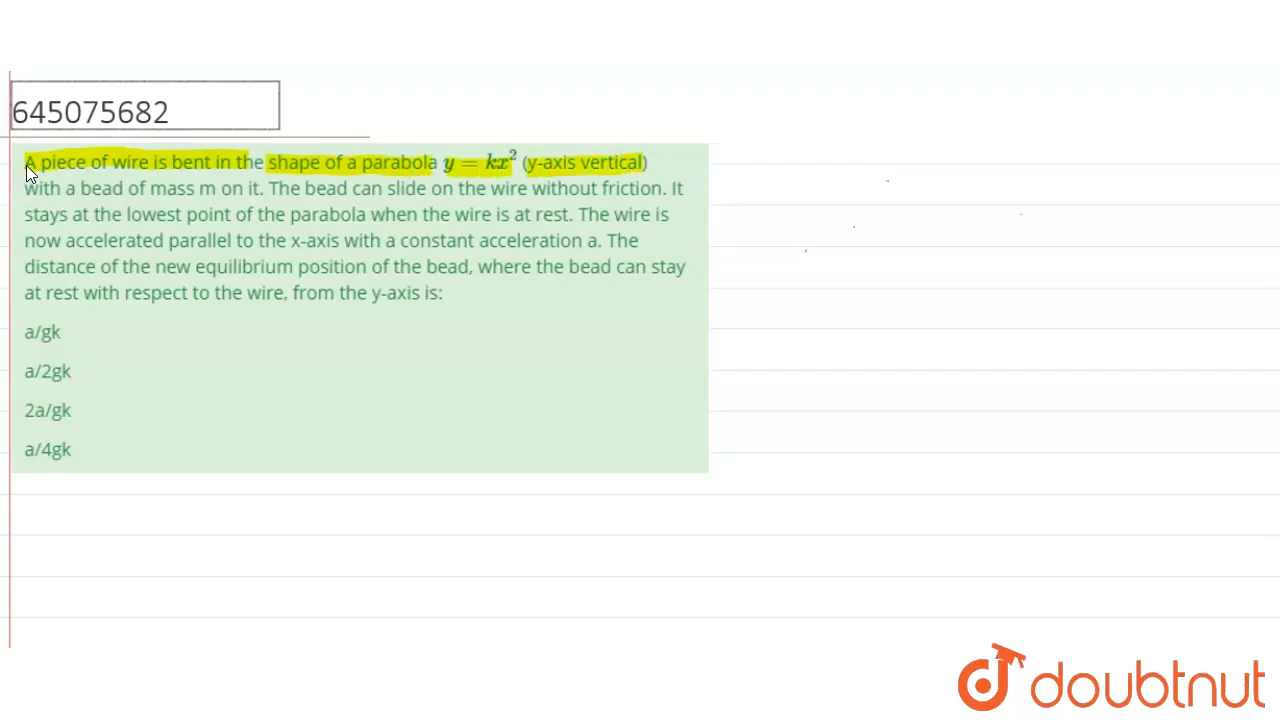 645075682
A piece of wire is bent in the shape of a parabola y = kx² (y-axis vertical)
with a bead of mass m on it. The bead can slide on the wire without friction. It
stays at the lowest point of the parabola when the wire is at rest. The wire is
now accelerated parallel to the x-axis with a constant acceleration a. The
distance of the new equilibrium position of the bead, where the bead can stay
at rest with respect to the wire, from the y-axis is:
a/gk
a/2gk
2a/gk
a/4gk
doubtnut